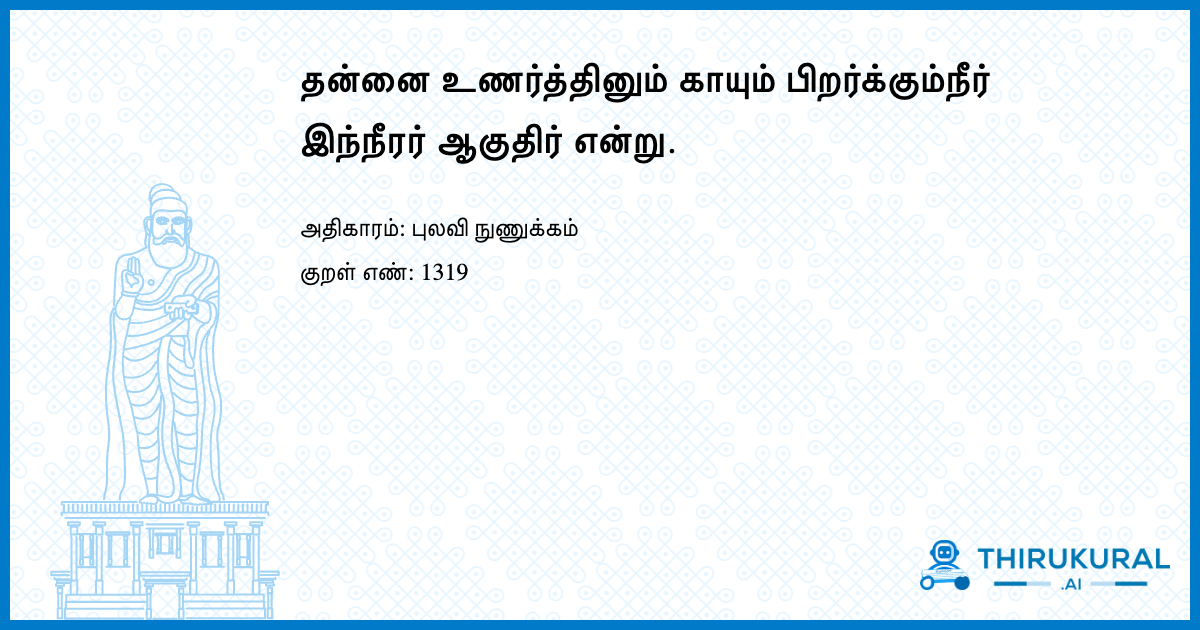 தன்னை உணர்த்தினும் காயும் பிறர்க்கும்நீர்
இந்நீரர் ஆகுதிர் என்று.
அதிகாரம்: புலவி நுணுக்கம்
குறள் எண்: 1319
THIRUKURAL
.AI